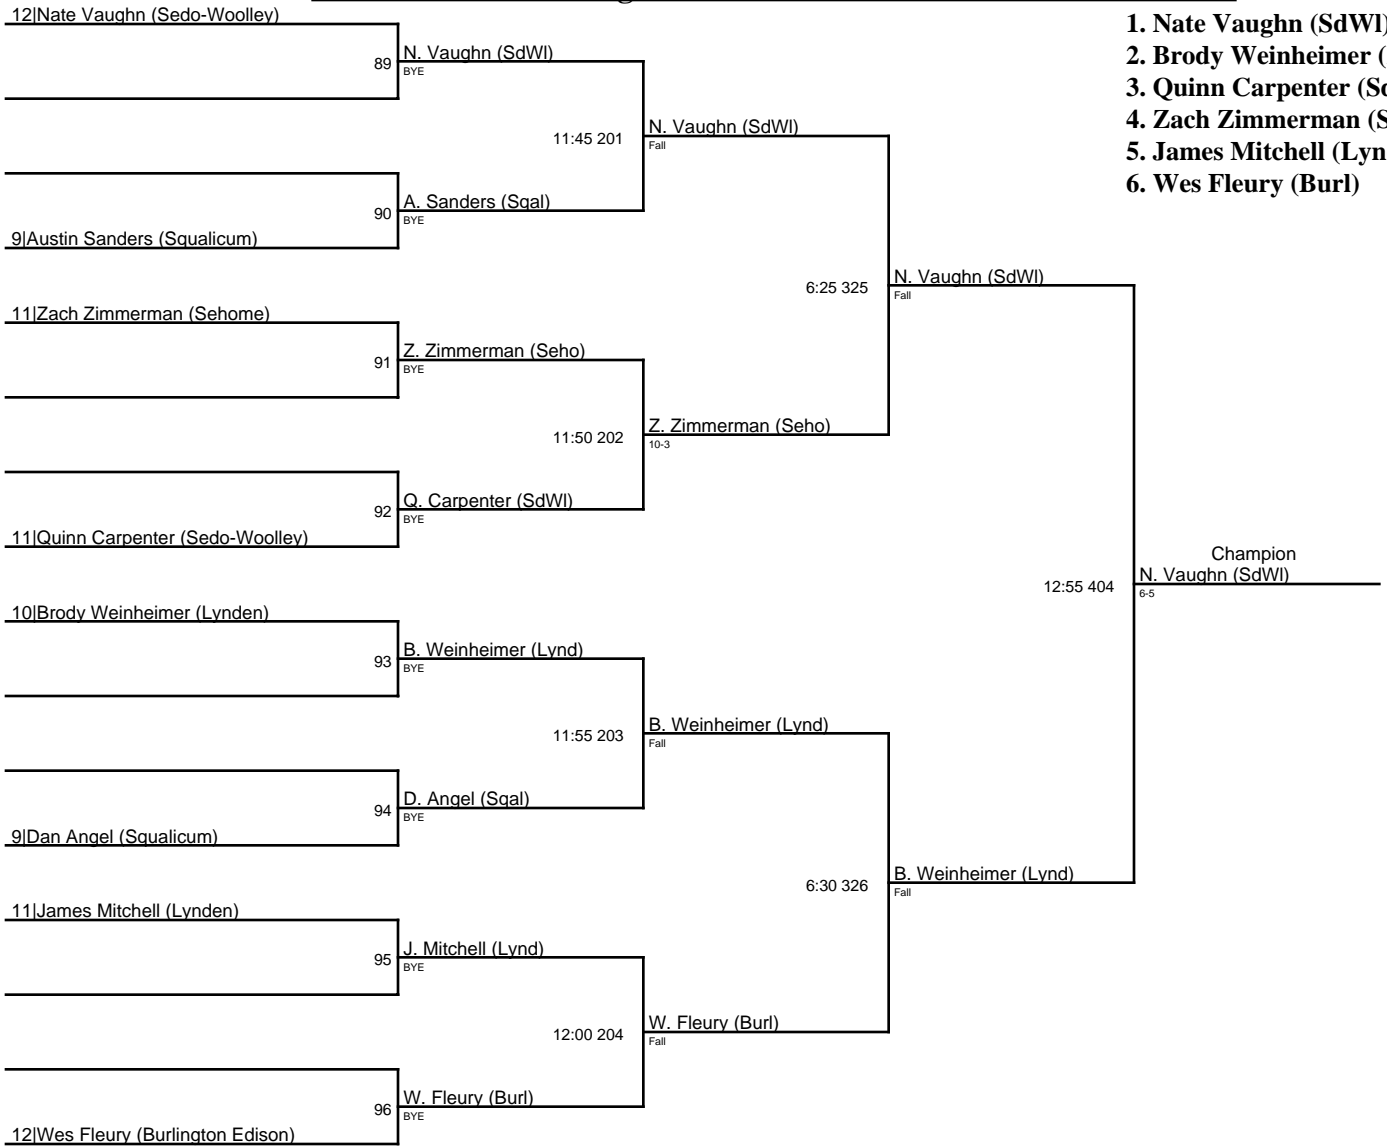 12|Nate Vaughn (Sedo-Woolley)
89
N. Vaughn (SdWl)
BYE
11:45 201
N. Vaughn (SdWl)
Fall
90
A. Sanders (Sqal)
BYE
9|Austin Sanders (Squalicum)
6:25 325
N. Vaughn (SdWl)
Fall
11|Zach Zimmerman (Sehome)
91
Z. Zimmerman (Seho)
BYE
11:50 202
Z. Zimmerman (Seho)
10-3
92
Q. Carpenter (SdWl)
BYE
11|Quinn Carpenter (Sedo-Woolley)
12:55 404
Champion
N. Vaughn (SdWl)
6-5
10|Brody Weinheimer (Lynden)
93
B. Weinheimer (Lynd)
BYE
11:55 203
B. Weinheimer (Lynd)
Fall
94
D. Angel (Sqal)
BYE
9|Dan Angel (Squalicum)
6:30 326
B. Weinheimer (Lynd)
Fall
11|James Mitchell (Lynden)
95
J. Mitchell (Lynd)
BYE
12:00 204
W. Fleury (Burl)
Fall
96
W. Fleury (Burl)
BYE
12|Wes Fleury (Burlington Edison)
1. Nate Vaughn (SdWl)
2. Brody Weinheimer (
3. Quinn Carpenter (Sd
4. Zach Zimmerman (S
5. James Mitchell (Lyn
6. Wes Fleury (Burl)